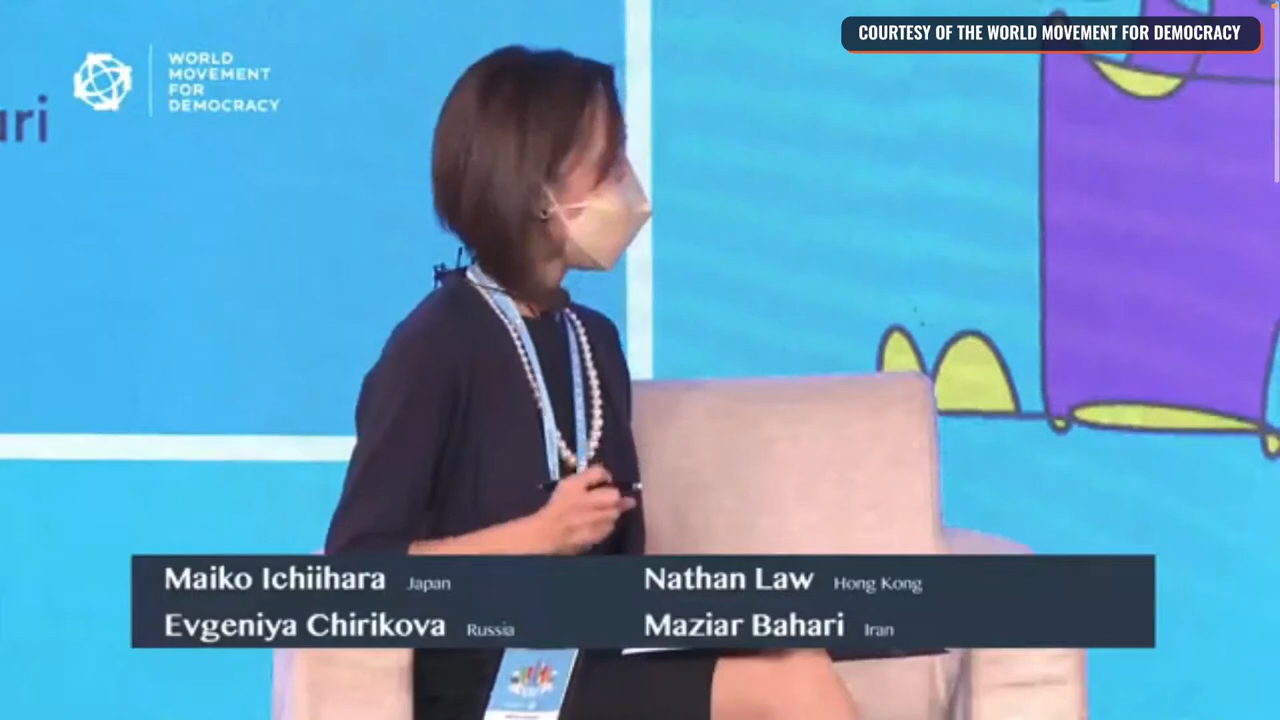 COURTESY OF THE WORLD MOVEMENT FOR DEMOCRACY
WORLD
MOVEMENT
FOR
DEMOCRACY
uri
Maiko Ichiihara Japan
Nathan Law Hong Kong
Evgeniya Chirikova Russia
Maziar Bahari Iran